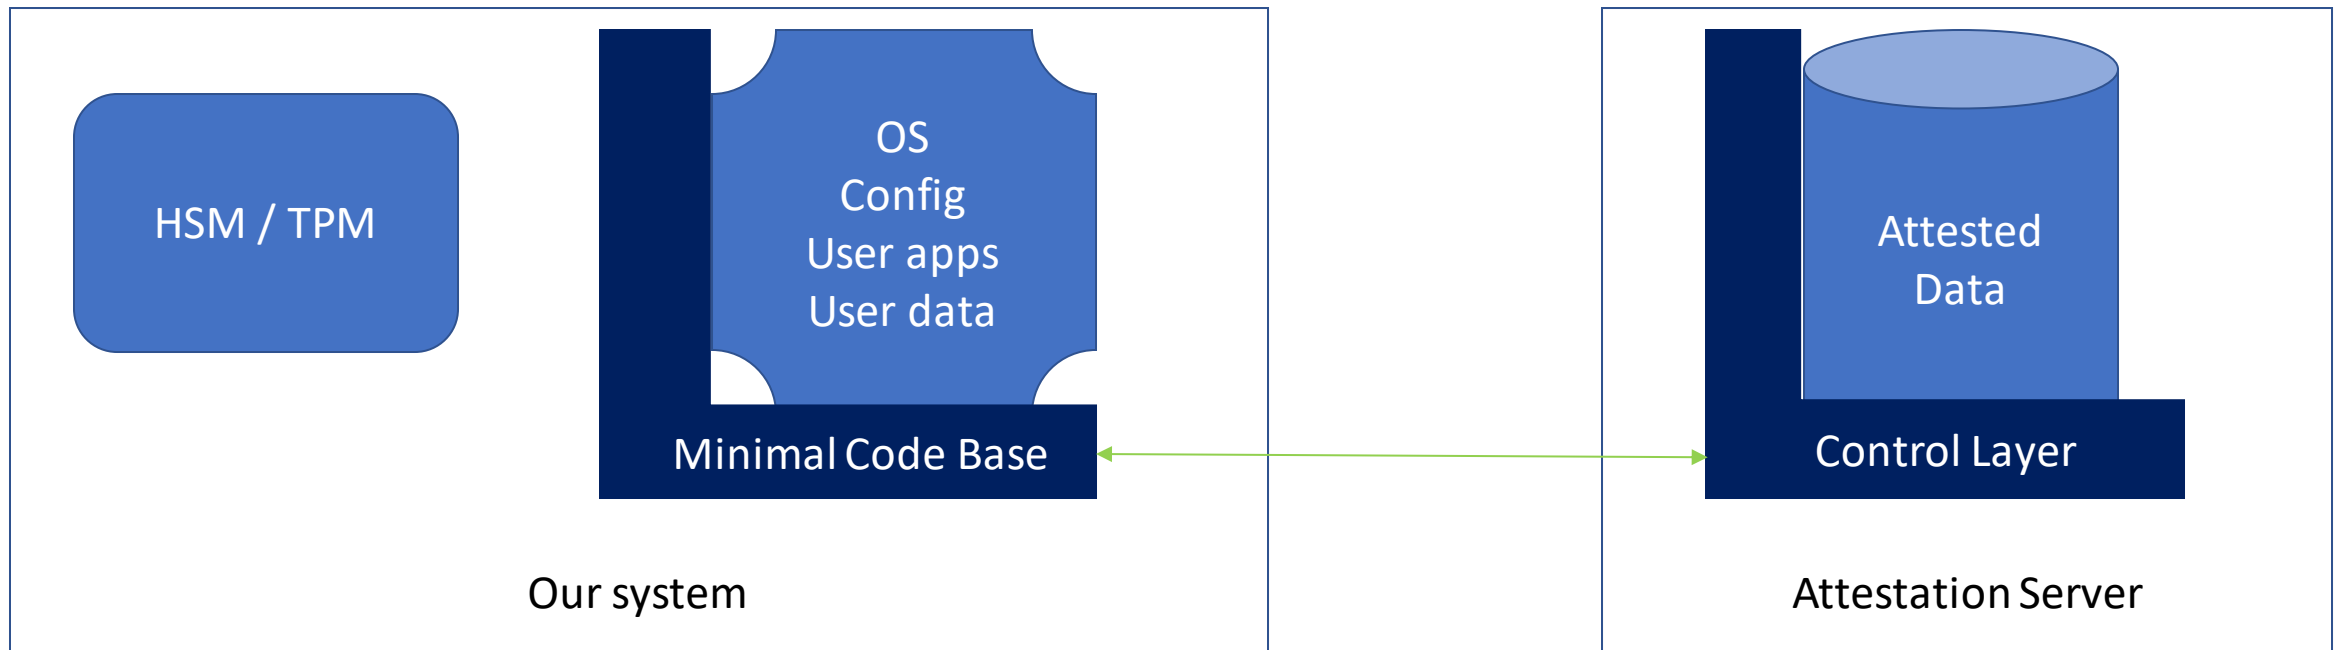 HSM / TPM
OS
Config
User apps
User data
Minimal Code Base
Our system
Attested
Data
Control Layer
Attestation Server